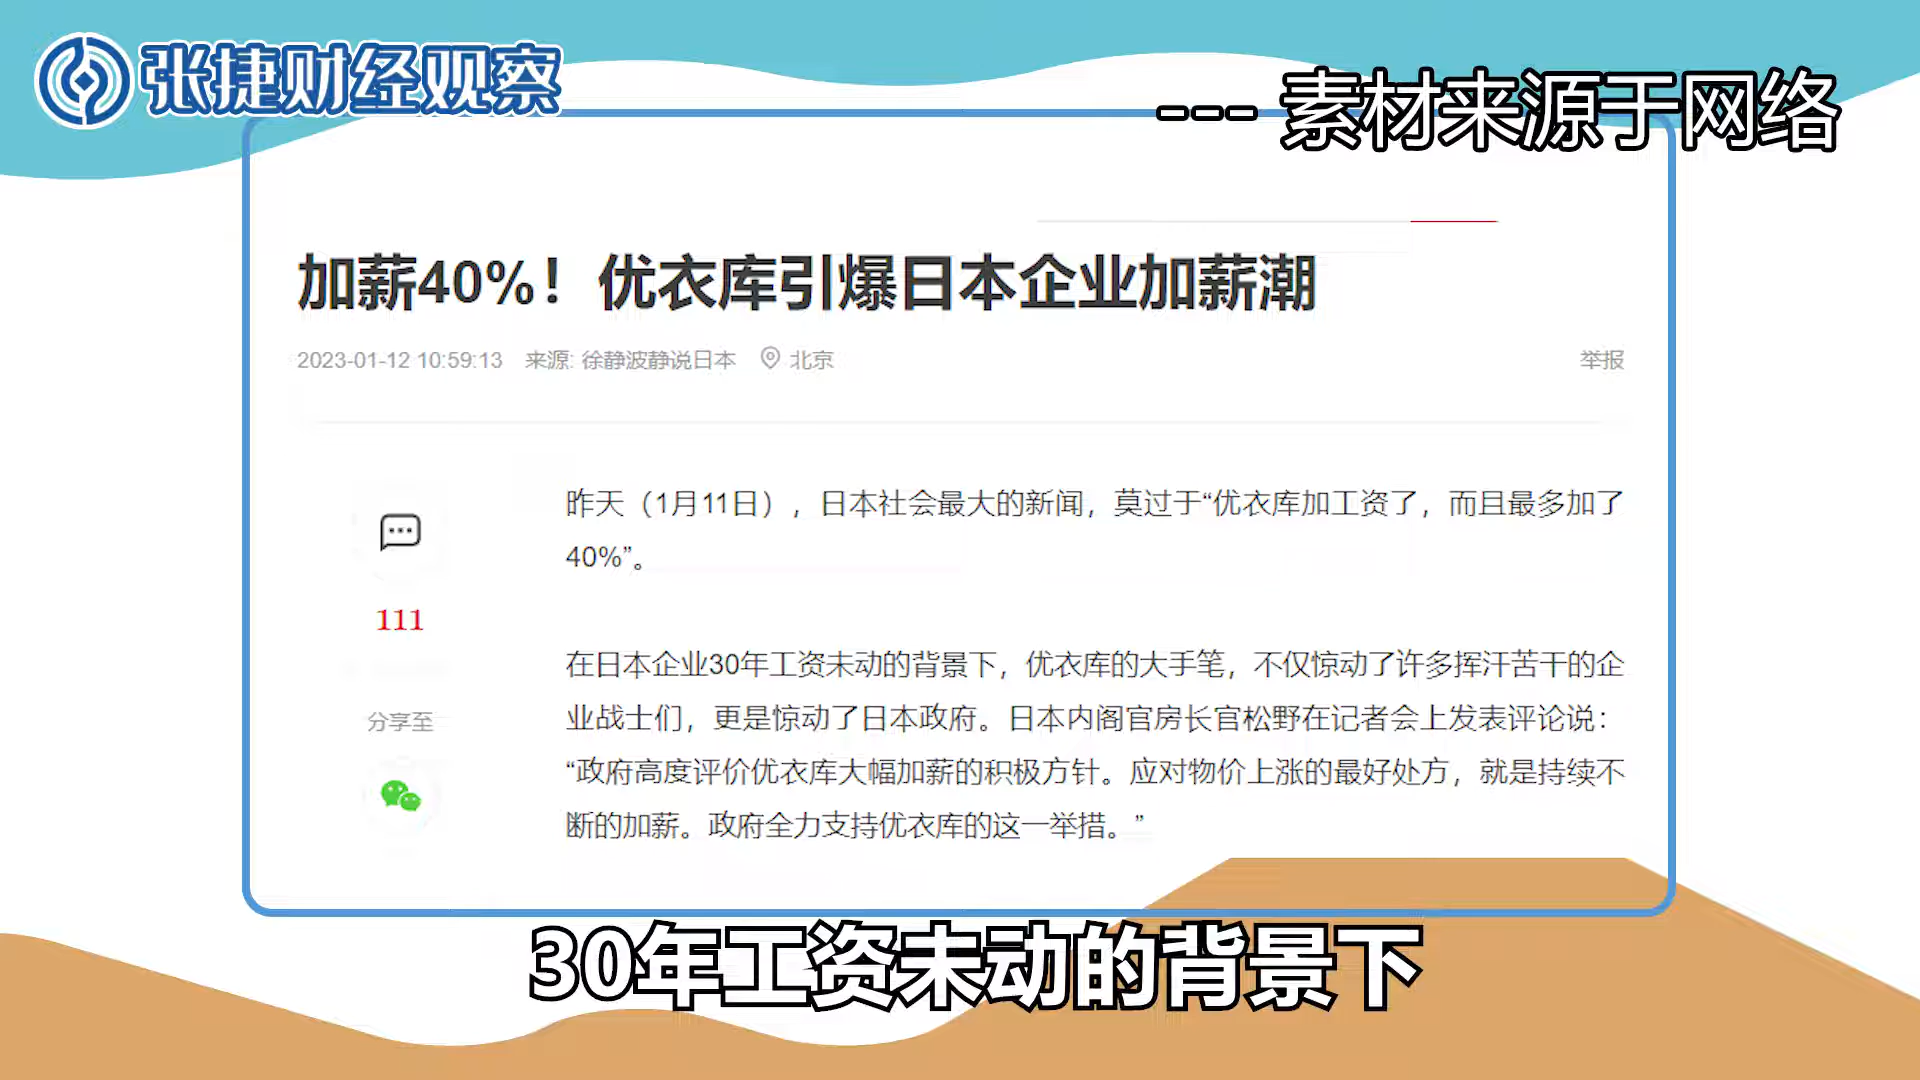 张捷财经观察
--- 素材来源于网络
加薪40%！优衣库引爆日本企业加薪潮
2023-01-12 10:59:13 来源: 徐静波静说日本 北京 举报
昨天（1月11日），日本社会最大的新闻，莫过于“优衣库加工资了，而且最多加了
40%”。
111
在日本企业30年工资未动的背景下，优衣库的大手笔，不仅惊动了许多挥汗苦干的企
业战士们，更是惊动了日本政府。日本内阁官房长官松野在记者会上发表评论说：
分享至
“政府高度评价优衣库大幅加薪的积极方针。应对物价上涨的最好处方，就是持续不
断的加薪。政府全力支持优衣库的这一举措。”
30年工资未动的背景下